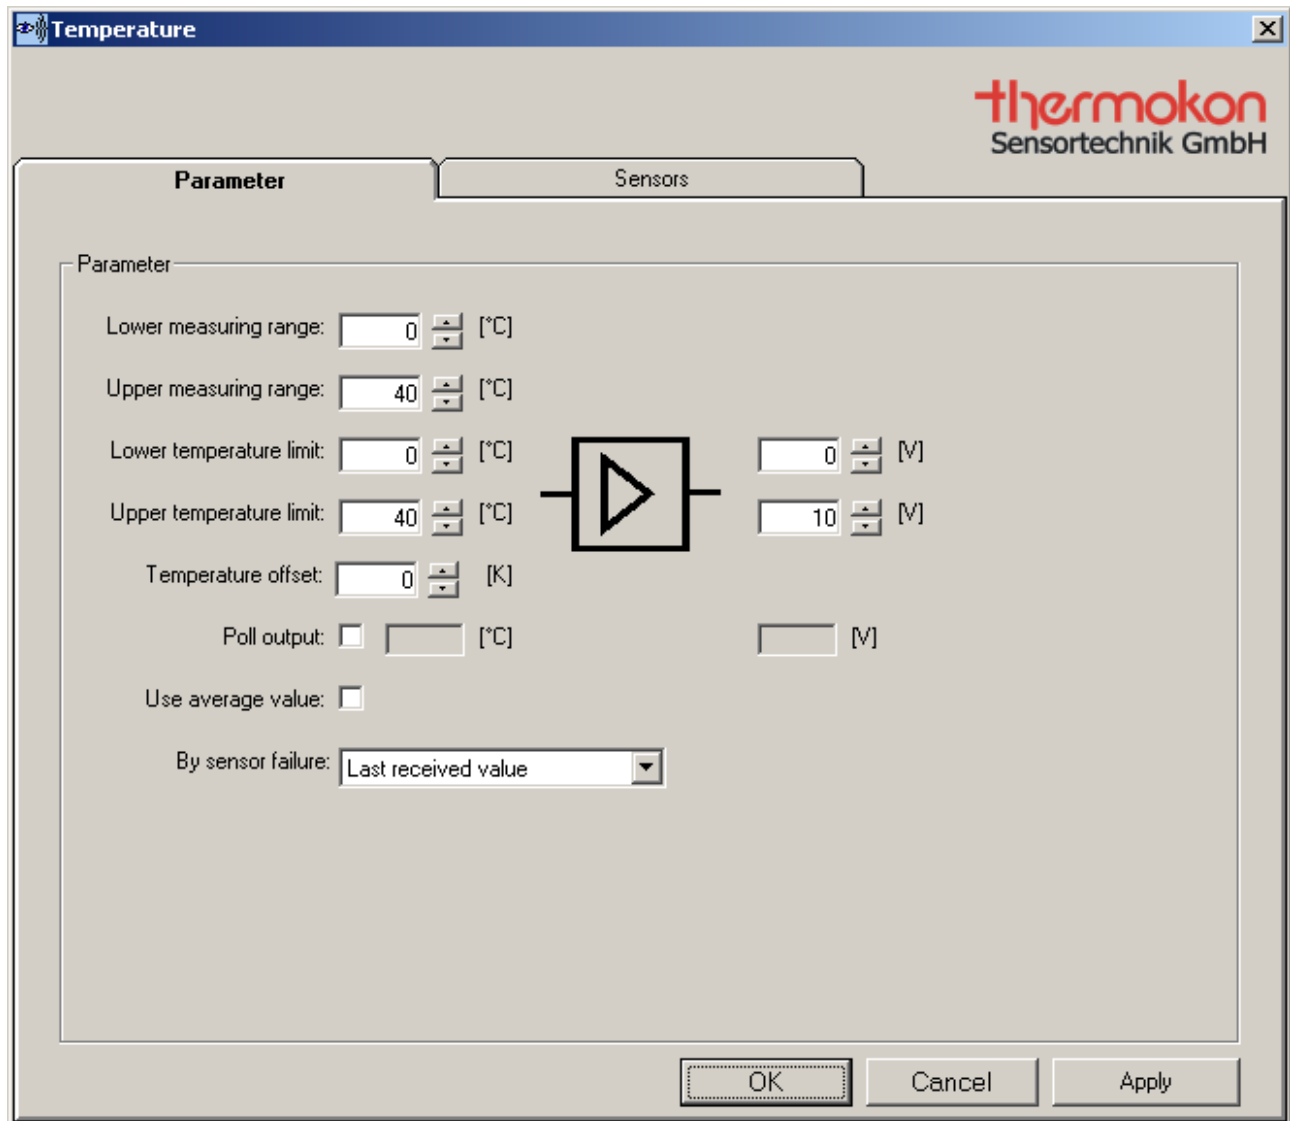 Temperature
thermokon
Sensortechnik GmbH
Parameter
Sensors
Parameter
Lower measuring range: 0 [°C]
Upper measuring range: 40 [°C]
Lower temperature limit: 0 [°C] 0 [V]
Upper temperature limit: 40 [°C] 10 [V]
Temperature offset: 0 [K]
Poll output: [°C] [V]
Use average value:
By sensor failure: Last received value
OK Cancel Apply